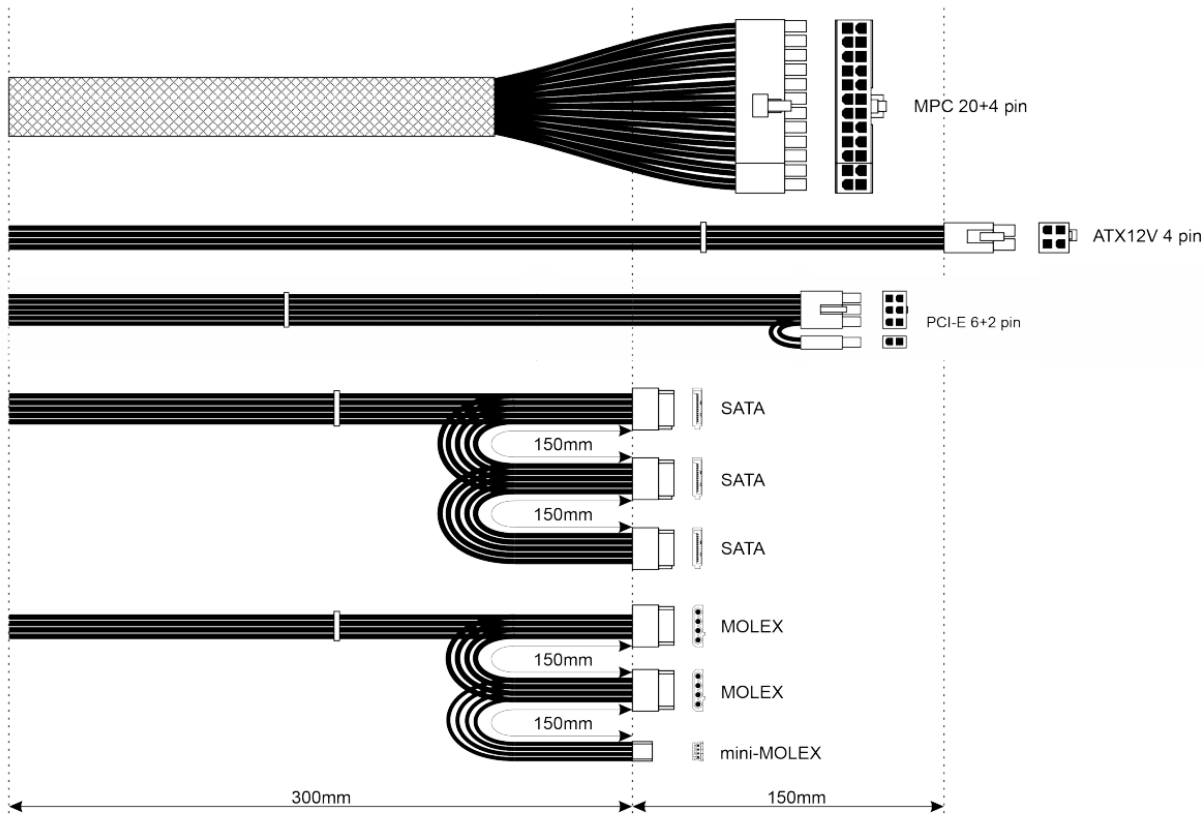 MPC 20+4 pin
ATX12V 4 pin
PCI-E 6+2 pin
SATA
150mm
SATA
150mm
SATA
MOLEX
150mm
MOLEX
150mm
mini-MOLEX
300mm
150mm